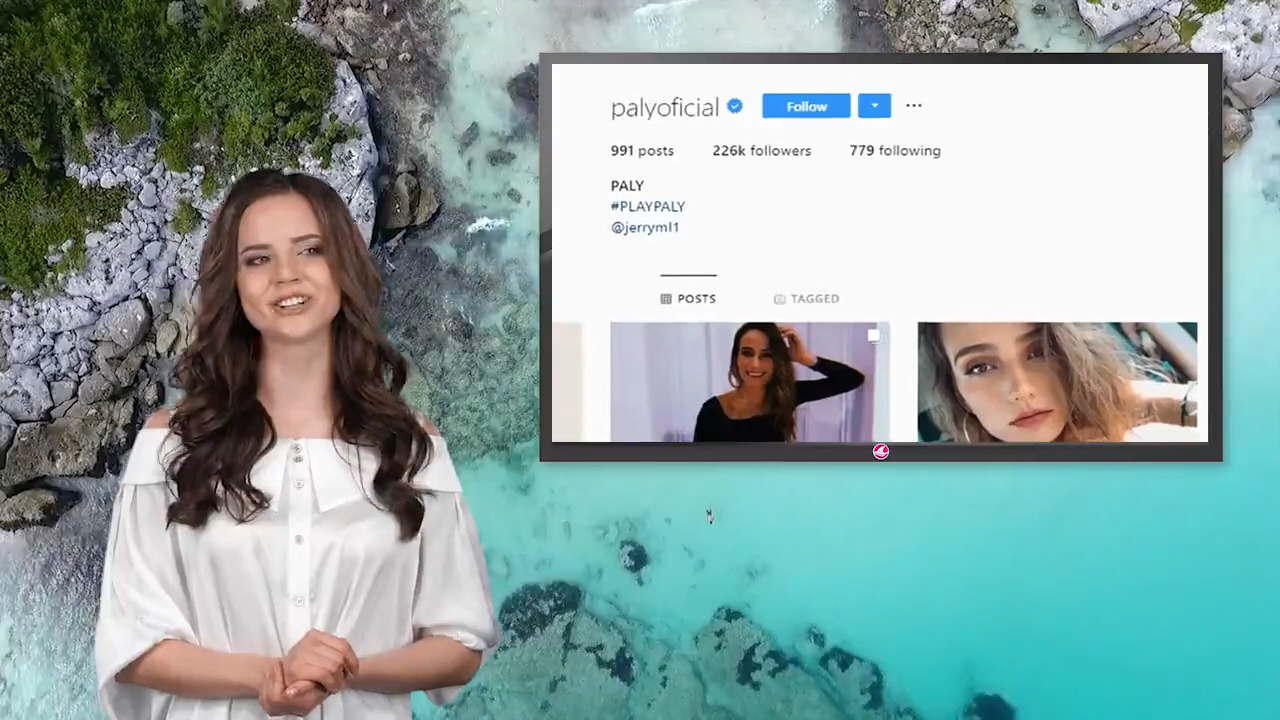 palyoficial Follow
991 posts 226k followers 779 following
PALY
#PLAYPALY
@jerryml1
POSTS TAGGED